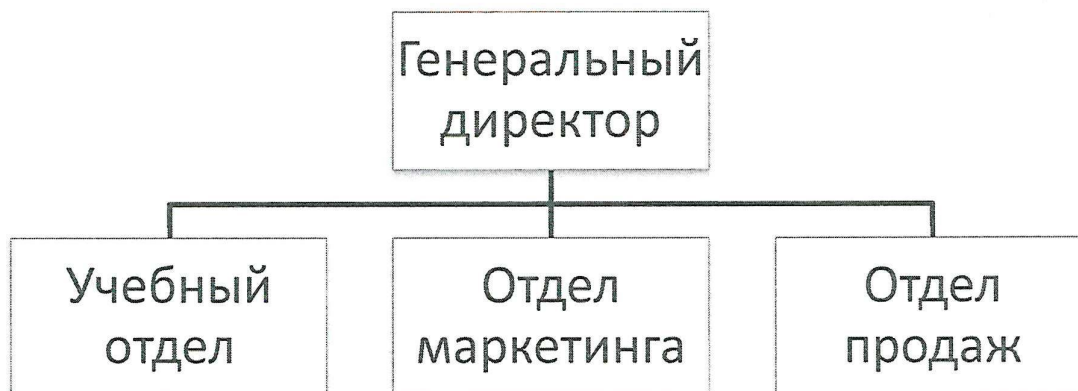 Генеральный
директор
Учебный
отдел
Отдел
маркетинга
Отдел
продаж